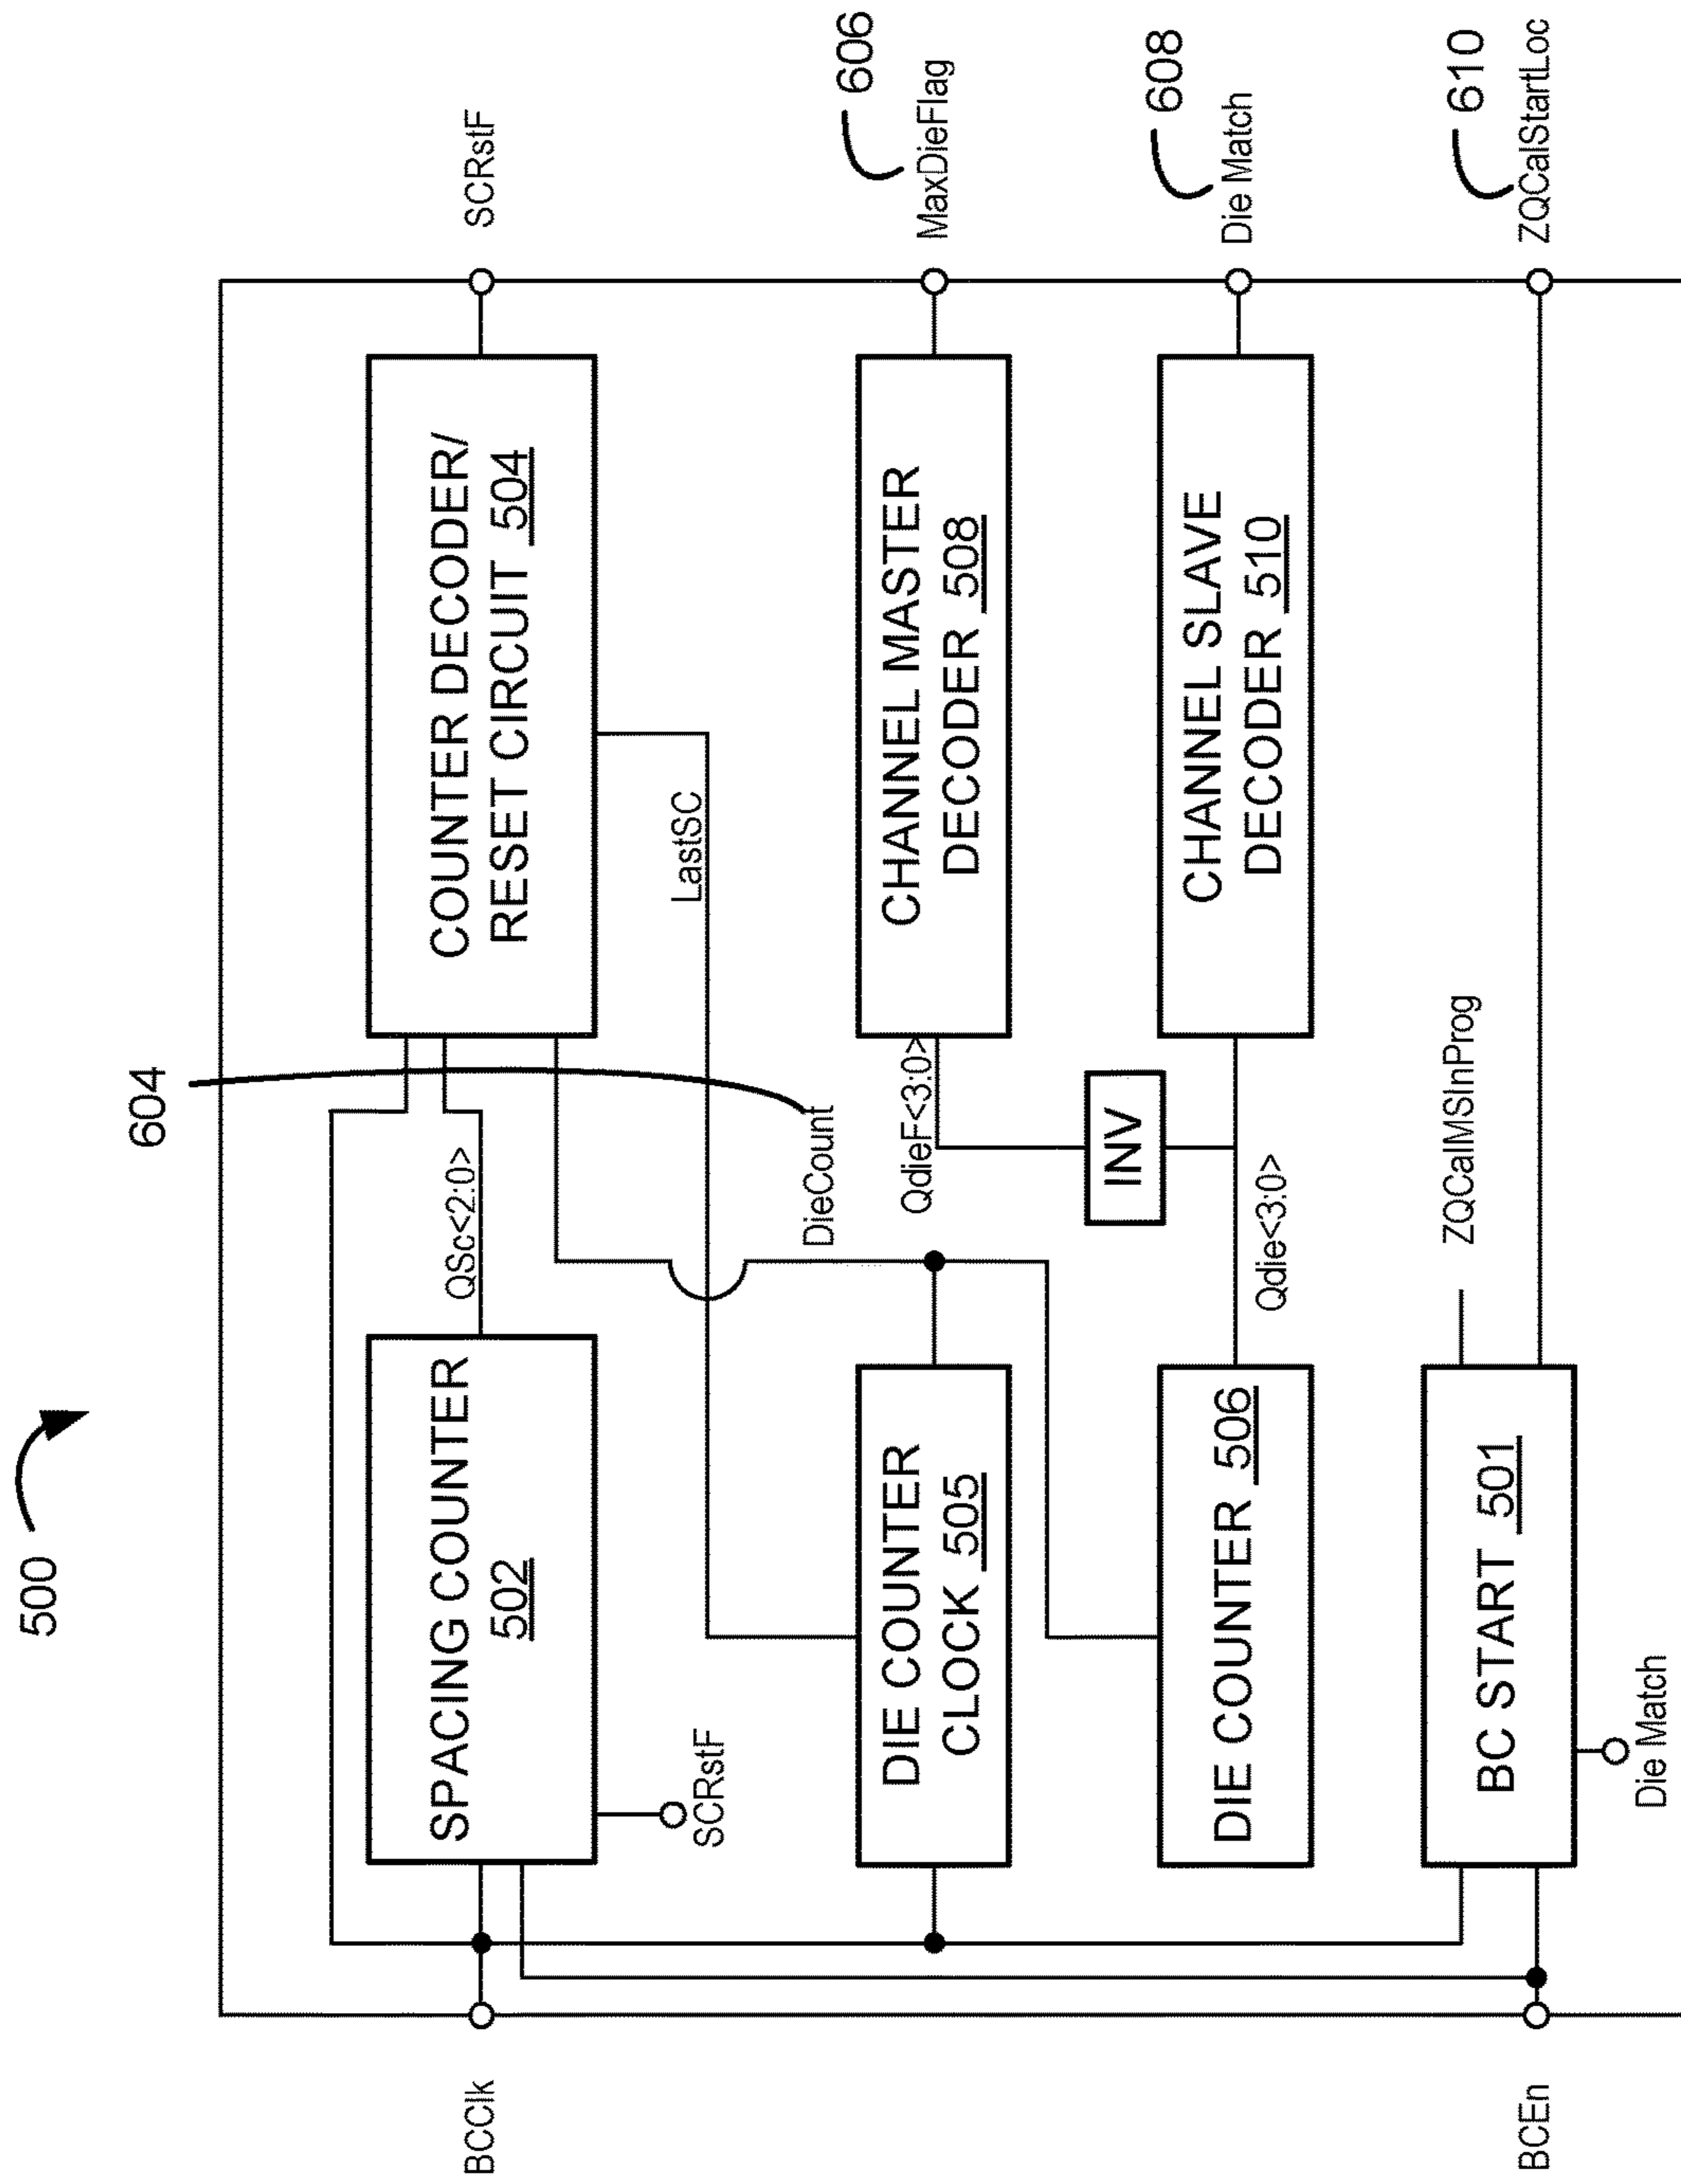 500
604
BCClk
SPACING COUNTER
502
QSc<2:0>
COUNTER DECODER/
RESET CIRCUIT 504
SCRstF
SCRstF
LastSC
DieCount
DIE COUNTER
CLOCK 505
QdieF<3:0>
CHANNEL MASTER
DECODER 508
606
MaxDieFlag
INV
DIE COUNTER 506
Qdie<3:0>
CHANNEL SLAVE
DECODER 510
608
Die Match
BCEn
BC START 501
ZQCalMSInProg
610
ZQCalStartLoc
Die Match